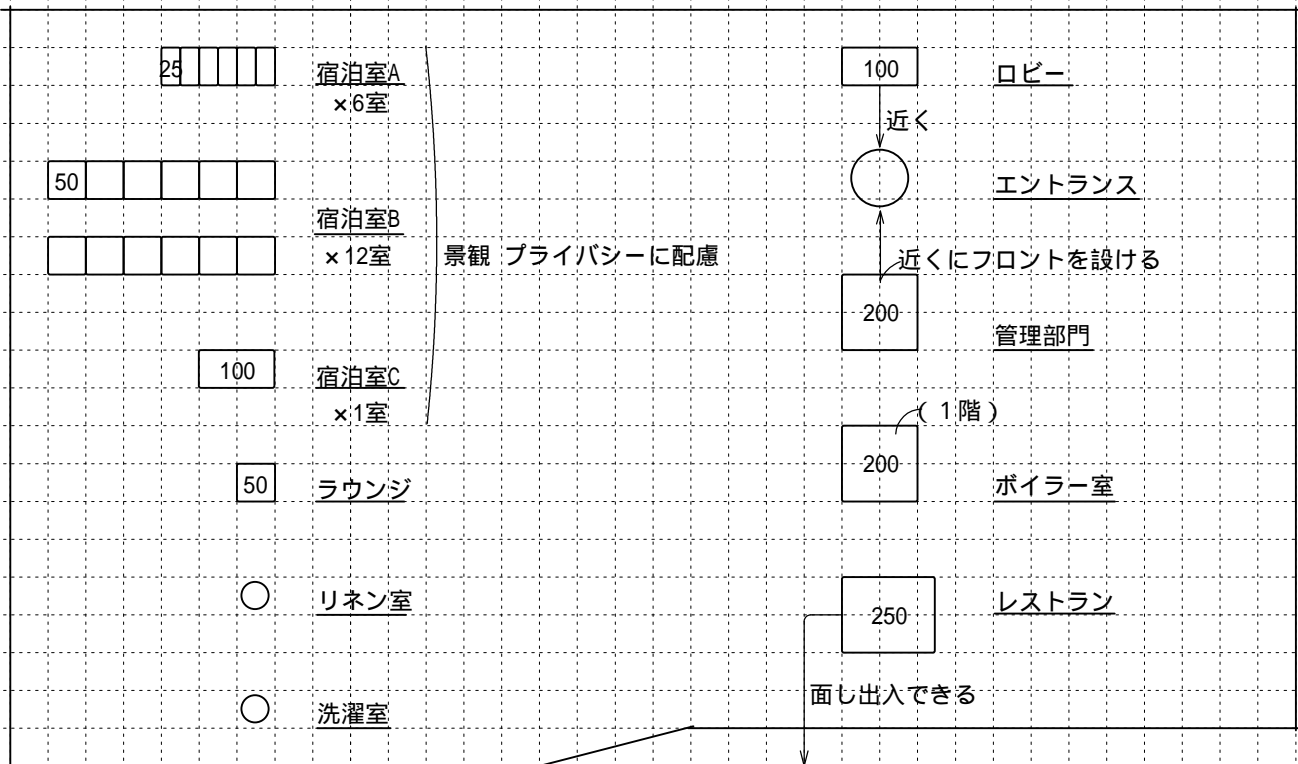 25
宿泊室A
×6室
50
宿泊室B
×12室
景観 プライバシーに配慮
100
宿泊室C
×1室
50
ラウンジ
リネン室
洗濯室
100
ロビー
近く
エントランス
近くにフロントを設ける
200
管理部門
(1階)
200
ボイラー室
250
レストラン
面し出入できる